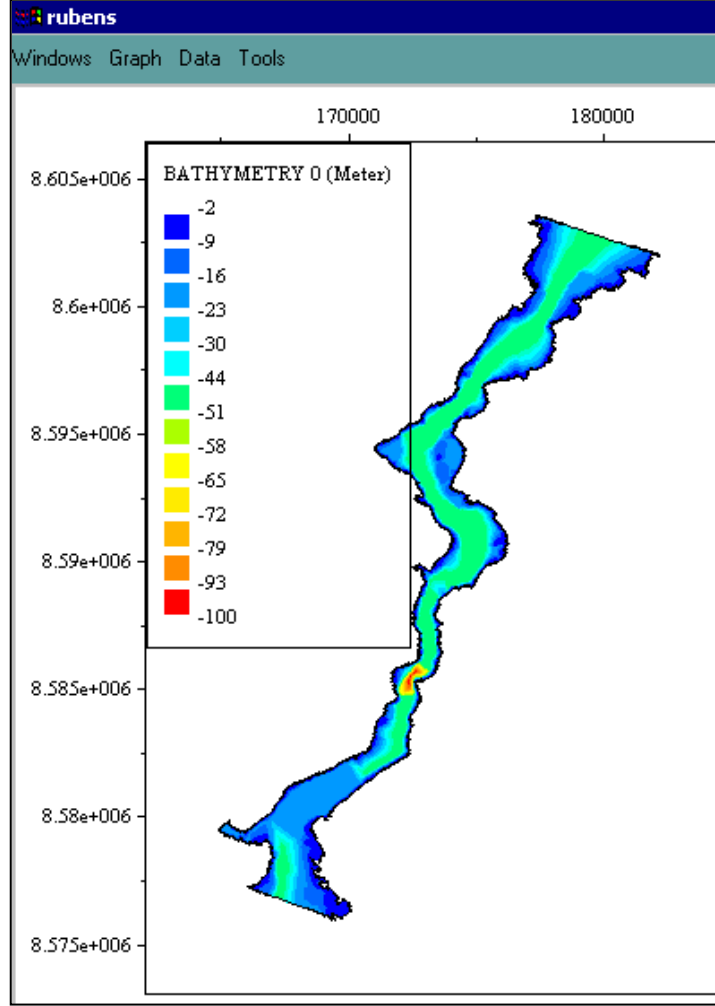 rubens
Windows Graph Data Tools
170000 180000
8.605e+006
BATHYMETRY 0 (Meter)
-2
-9
-16
-23
-30
-44
-51
-58
-65
-72
-79
-93
-100
8.6e+006
8.595e+006
8.59e+006
8.585e+006
8.58e+006
8.575e+006